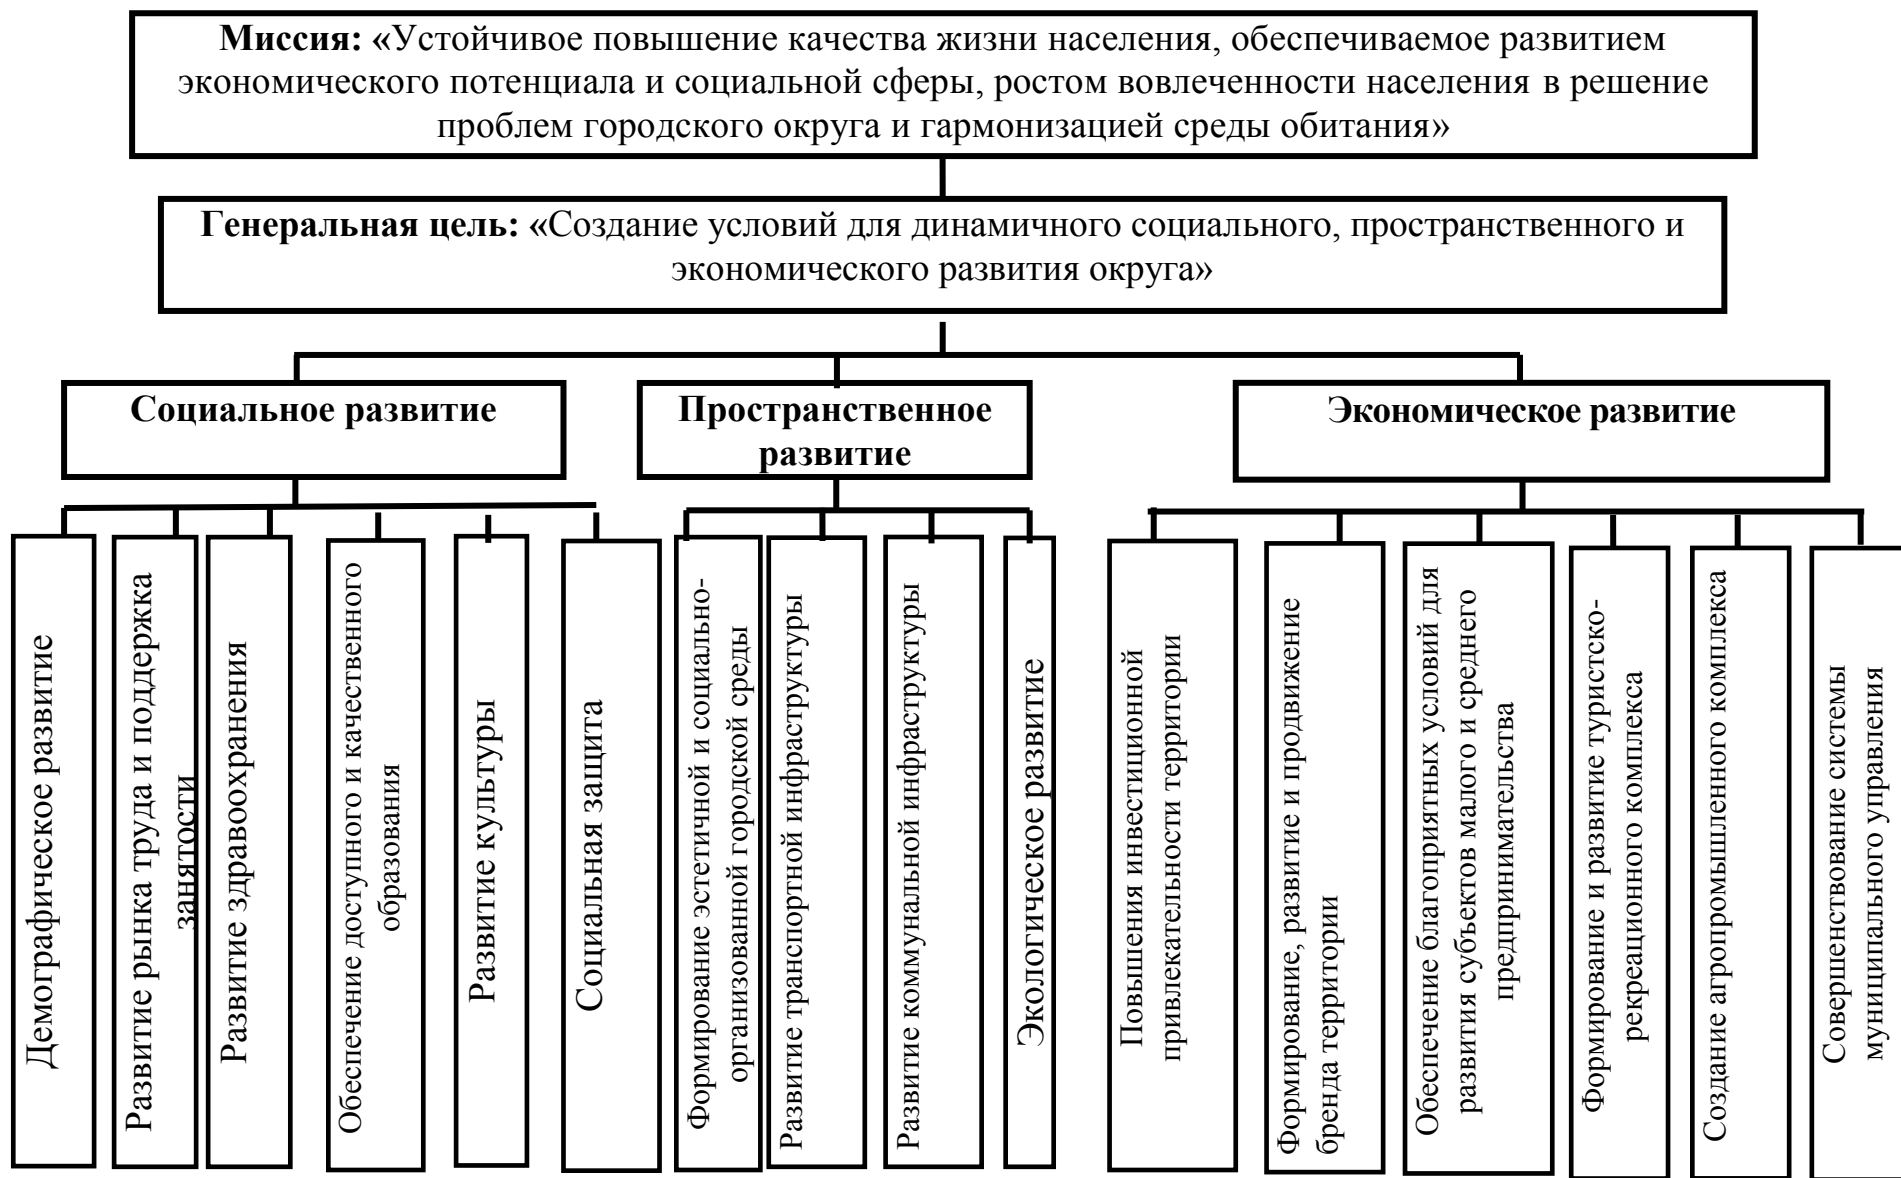 Миссия: «Устойчивое повышение качества жизни населения, обеспечиваемое развитием
экономического потенциала и социальной сферы, ростом вовлеченности населения в решение
проблем городского округа и гармонизацией среды обитания»
Генеральная цель: «Создание условий для динамичного социального, пространственного и
экономического развития округа»
Социальное развитие
Пространственное
развитие
Экономическое развитие
Демографическое развитие
Развитие рынка труда и поддержка
занятости
Развитие здравоохранения
Обеспечение доступного и качественного
образования
Развитие культуры
Социальная защита
Формирование эстетичной и социально-
организованной городской среды
Развитие транспортной инфраструктуры
Развитие коммунальной инфраструктуры
Экологическое развитие
Повышения инвестиционной
привлекательности территории
Формирование, развитие и продвижение
бренда территории
Обеспечение благоприятных условий для
развития субъектов малого и среднего
предпринимательства
Формирование и развитие туристско-
рекреационного комплекса
Создание агропромышленного комплекса
Совершенствование системы
муниципального управления